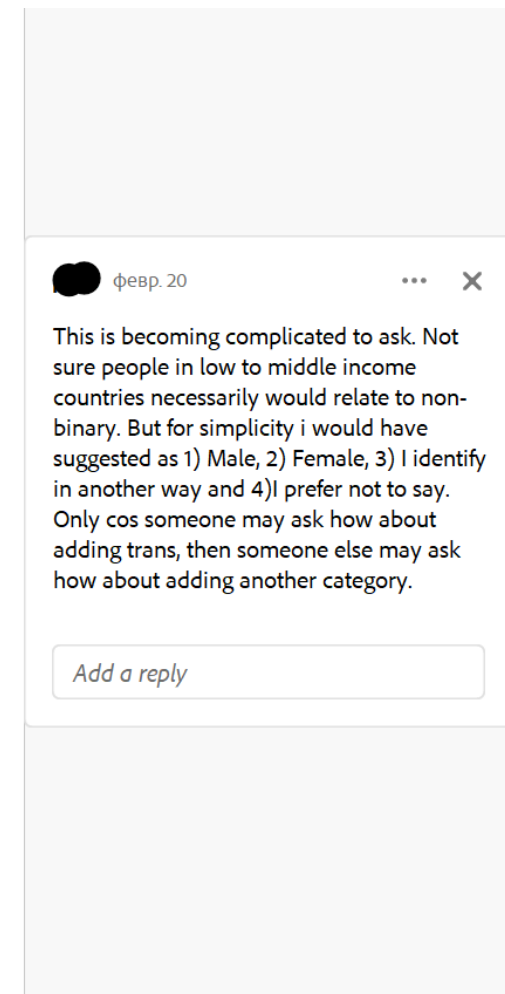 февр. 20
This is becoming complicated to ask. Not
sure people in low to middle income
countries necessarily would relate to non-
binary. But for simplicity i would have
suggested as 1) Male, 2) Female, 3) I identify
in another way and 4)I prefer not to say.
Only cos someone may ask how about
adding trans, then someone else may ask
how about adding another category.
Add a reply